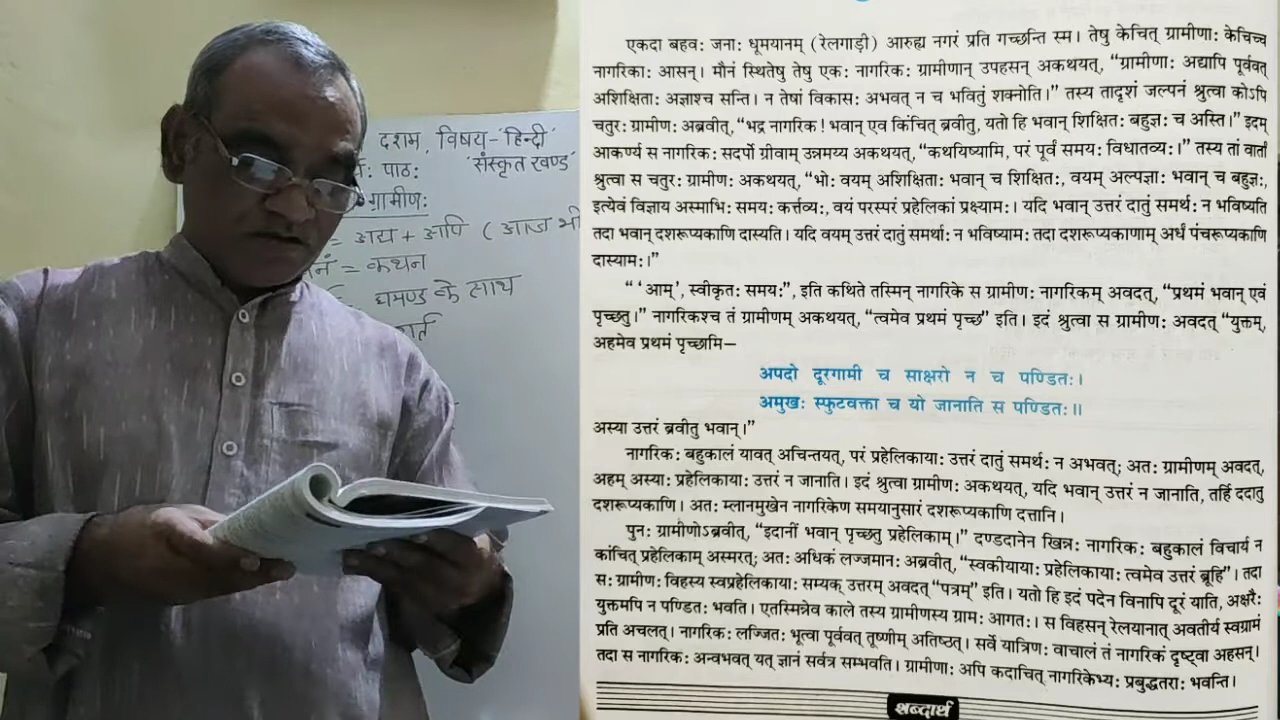 दशम, विषय-'हिन्दी'
पाठ: 'संस्कृत खण्ड'
ग्रामीण:
= अद्य + अपि ( आज भी
= कथन
घमण्ड के साथ
एकदा बहव: जना: धूमयानम् (रेलगाड़ी) आरुह्य नगरं प्रति गच्छन्ति स्म। तेषु केचित् ग्रामीणा: केचिच्च
नागरिका: आसन्। मौनं स्थितेषु तेषु एक: नागरिक: ग्रामीणान् उपहसन् अकथयत्, “ग्रामीणा: अद्यापि पूर्ववत्
अशिक्षिता: अज्ञाश्च सन्ति। न तेषां विकास: अभवत् न च भवितुं शक्नोति।” तस्य तादृशं जल्पनं श्रुत्वा कोऽपि
चतुर: ग्रामीण: अब्रवीत्, “भद्र नागरिक ! भवान् एव किंचित् ब्रवीतु, यतो हि भवान् शिक्षित: बहुज्ञ: च अस्ति।” इदम्
आकर्ण्य स नागरिक: सदर्पो ग्रीवाम् उन्नमय्य अकथयत्, “कथयिष्यामि, परं पूर्वं समय: विधातव्य:।” तस्य तां वार्तां
श्रुत्वा स चतुर: ग्रामीण: अकथयत्, “भो: वयम् अशिक्षिता: भवान् च शिक्षित:, वयम् अल्पज्ञा: भवान् च बहुज्ञ:,
इत्येवं विज्ञाय अस्माभि: समय: कर्त्तव्य:, वयं परस्परं प्रहेलिकां प्रक्ष्याम:। यदि भवान् उत्तरं दातुं समर्थ: न भविष्यति
तदा भवान् दशरूप्यकाणि दास्यति। यदि वयम् उत्तरं दातुं समर्था: न भविष्याम: तदा दशरूप्यकाणाम् अर्धं पंचरूप्यकाणि
दास्याम:।”
“ ‘आम्’, स्वीकृत: समय:”, इति कथिते तस्मिन् नागरिके स ग्रामीण: नागरिकम् अवदत्, “प्रथमं भवान् एवं
पृच्छतु।” नागरिकश्च तं ग्रामीणम् अकथयत्, “त्वमेव प्रथमं पृच्छ” इति। इदं श्रुत्वा स ग्रामीण: अवदत् “युक्तम्,
अहमेव प्रथमं पृच्छामि—
अपदो दूरगामी च साक्षरो न च पण्डित:।
अमुख: स्फुटवक्ता च यो जानाति स पण्डित:॥
अस्या उत्तरं ब्रवीतु भवान्।”
नागरिक: बहुकालं यावत् अचिन्तयत्, परं प्रहेलिकाया: उत्तरं दातुं समर्थ: न अभवत्; अत: ग्रामीणम् अवदत्,
अहम् अस्या: प्रहेलिकाया: उत्तरं न जानाति। इदं श्रुत्वा ग्रामीण: अकथयत्, यदि भवान् उत्तरं न जानाति, तर्हि ददातु
दशरूप्यकाणि। अत: म्लानमुखेन नागरिकेण समयानुसारं दशरूप्यकाणि दत्तानि।
पुन: ग्रामीणोऽब्रवीत्, “इदानीं भवान् पृच्छतु प्रहेलिकाम्।” दण्डदानेन खिन्न: नागरिक: बहुकालं विचार्य न
कांचित् प्रहेलिकाम् अस्मरत्; अत: अधिकं लज्जमान: अब्रवीत्, “स्वकीयाया: प्रहेलिकाया: त्वमेव उत्तरं ब्रूहि”। तदा
स: ग्रामीण: विहस्य स्वप्रहेलिकाया: सम्यक् उत्तरम् अवदत् “पत्रम्” इति। यतो हि इदं पदेन विनापि दूरं याति, अक्षरै:
युक्तमपि न पण्डित: भवति। एतस्मिन्नेव काले तस्य ग्रामीणस्य ग्राम: आगत:। स विहसन् रेलयानात् अवतीर्य स्वग्रामं
प्रति अचलत्। नागरिक: लज्जित: भूत्वा पूर्ववत् तूष्णीम् अतिष्ठत्। सर्वे यात्रिण: वाचालं तं नागरिकं दृष्ट्वा अहसन्।
तदा स नागरिक: अन्वभवत् यत् ज्ञानं सर्वत्र सम्भवति। ग्रामीणा: अपि कदाचित् नागरिकेभ्य: प्रबुद्धतरा: भवन्ति।
शब्दार्थ